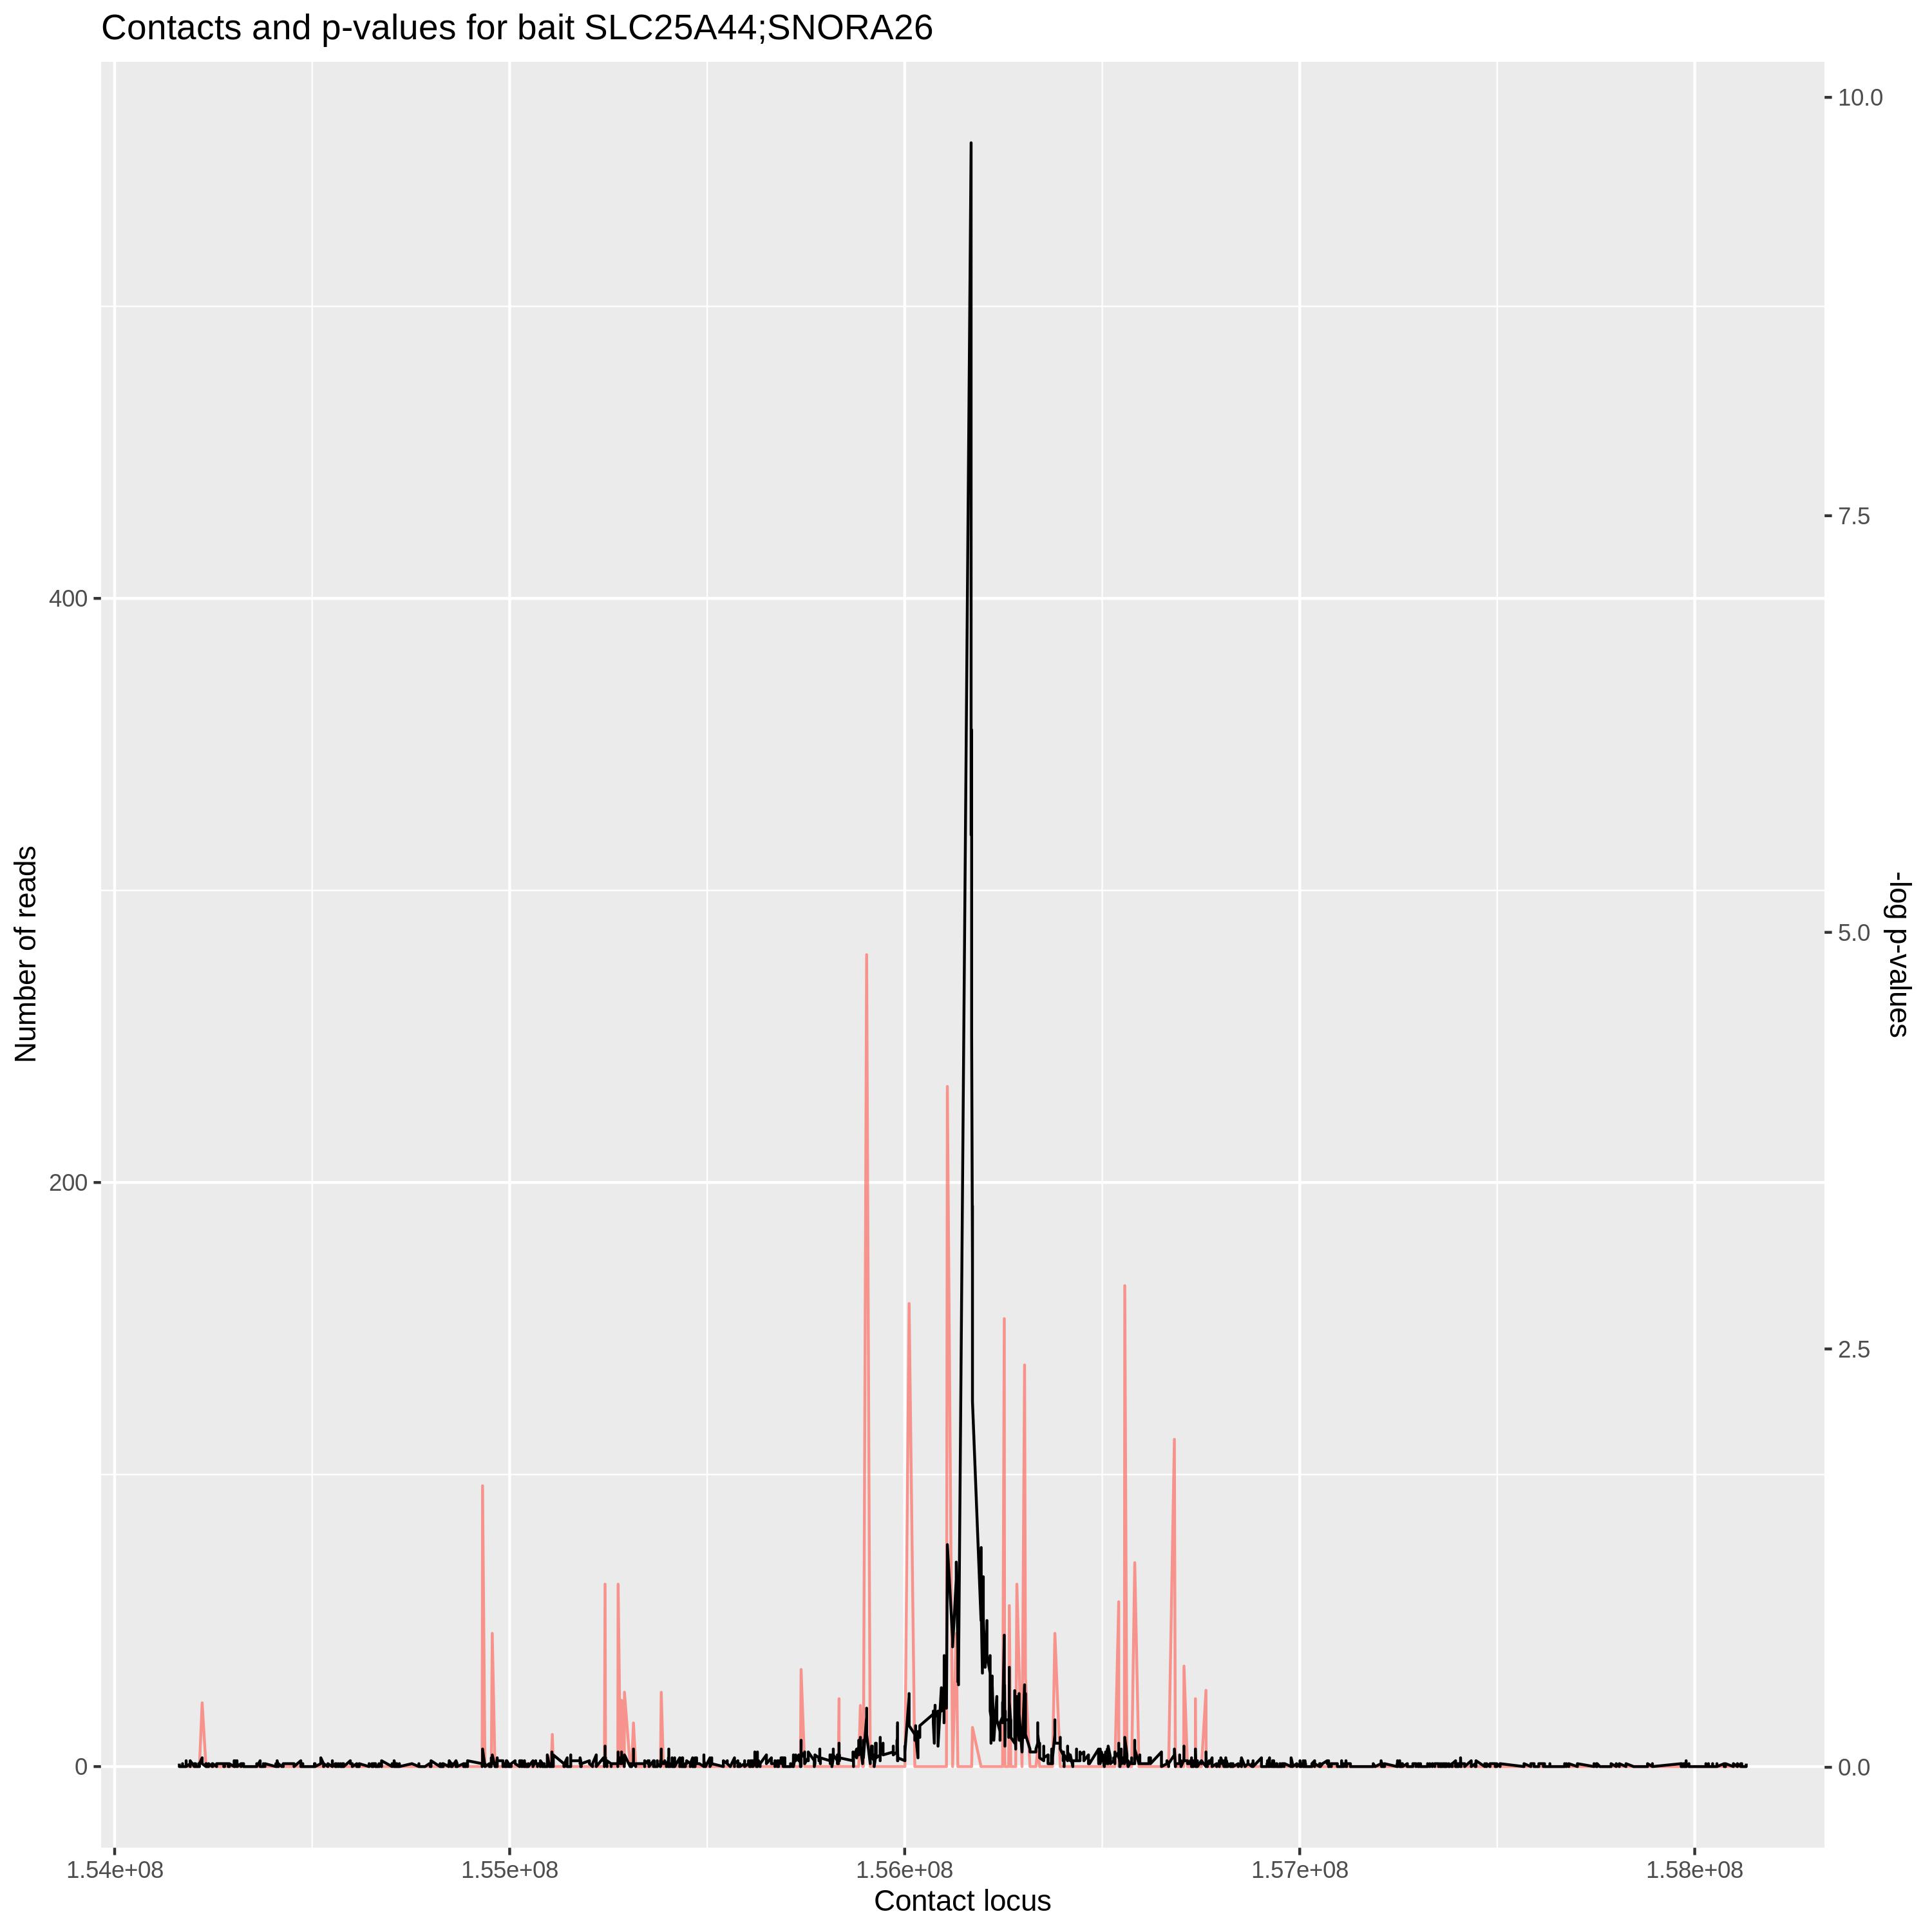 Contacts and p-values for bait SLC25A44;SNORA26
10.0
7.5
400
5.0
Number of reads
-log p-values
200
2.5
0
0.0
1.54e+08
1.55e+08
1.56e+08
1.57e+08
1.58e+08
Contact locus